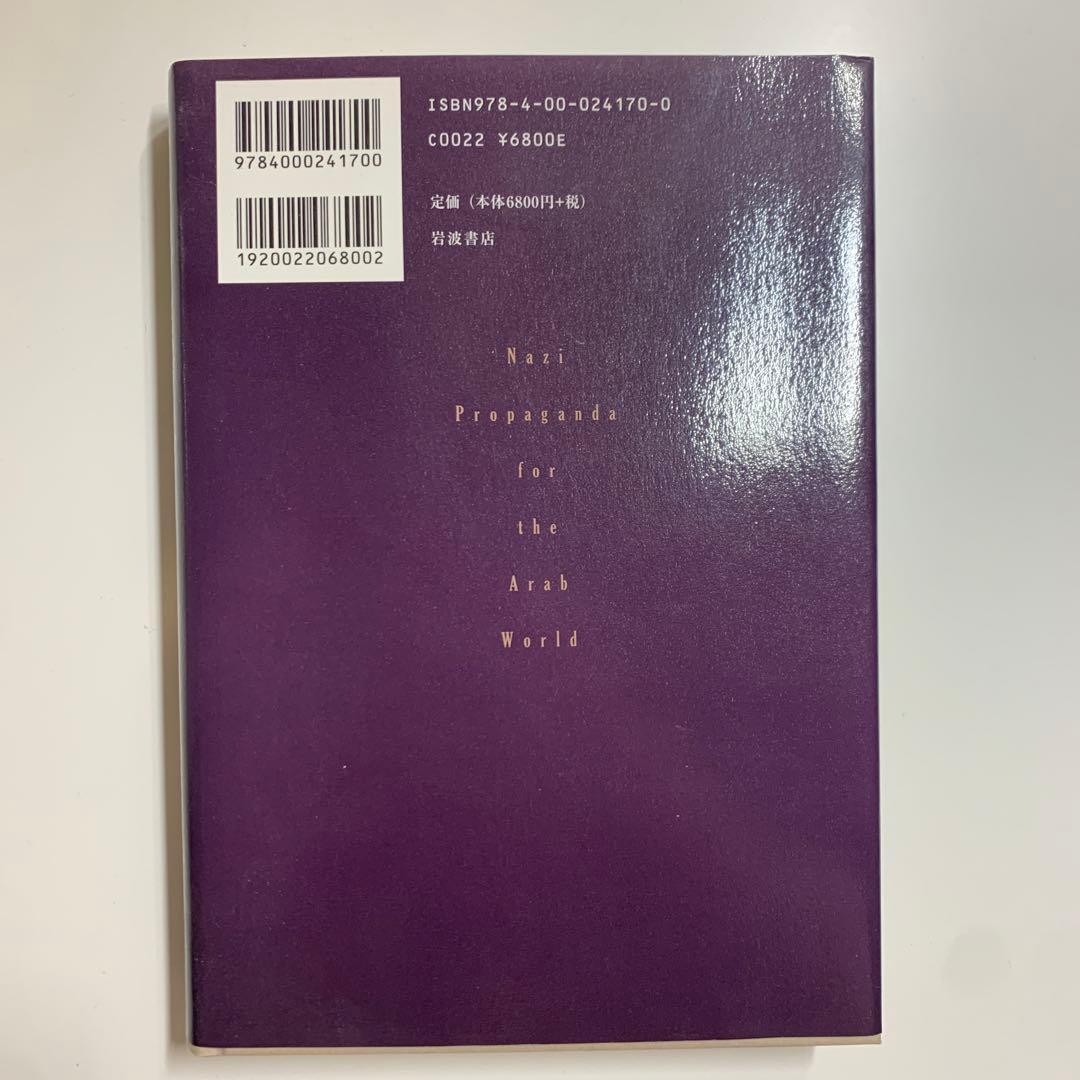 9784000241700
1920022068002
ISBN978-4-00-024170-0
C0022 ¥6800E
定価（本体6800円+税）
岩波書店
Nazi
Propaganda
for
the
Arab
World